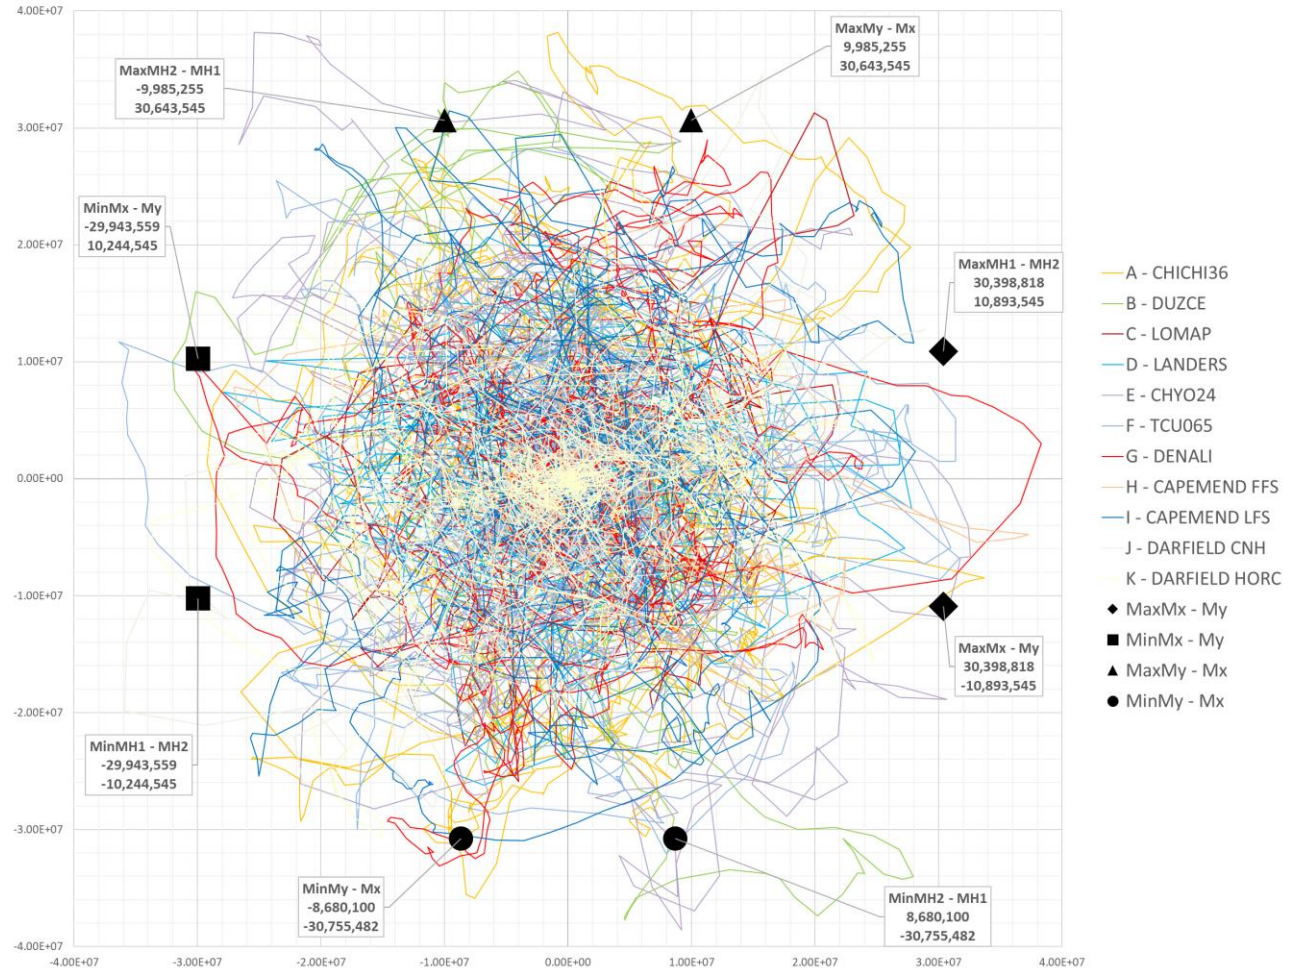 4.00E+07
3.00E+07
2.00E+07
1.00E+07
0.00E+00
-1.00E+07
-2.00E+07
-3.00E+07
-4.00E+07
-4.00E+07
-3.00E+07
-2.00E+07
-1.00E+07
0.00E+00
1.00E+07
2.00E+07
3.00E+07
4.00E+07
MaxMH2 - MH1
-9,985,255
30,643,545
MaxMy - Mx
9,985,255
30,643,545
MinMx - My
-29,943,559
10,244,545
MaxMH1 - MH2
30,398,818
10,893,545
MaxMx - My
30,398,818
-10,893,545
MinMH1 - MH2
-29,943,559
-10,244,545
MinMy - Mx
-8,680,100
-30,755,482
MinMH2 - MH1
8,680,100
-30,755,482
A - CHICHI36
B - DUZCE
C - LOMAP
D - LANDERS
E - CHYO24
F - TCU065
G - DENALI
H - CAPEMEND FFS
I - CAPEMEND LFS
J - DARFIELD CNH
K - DARFIELD HORC
MaxMx - My
MinMx - My
MaxMy - Mx
MinMy - Mx